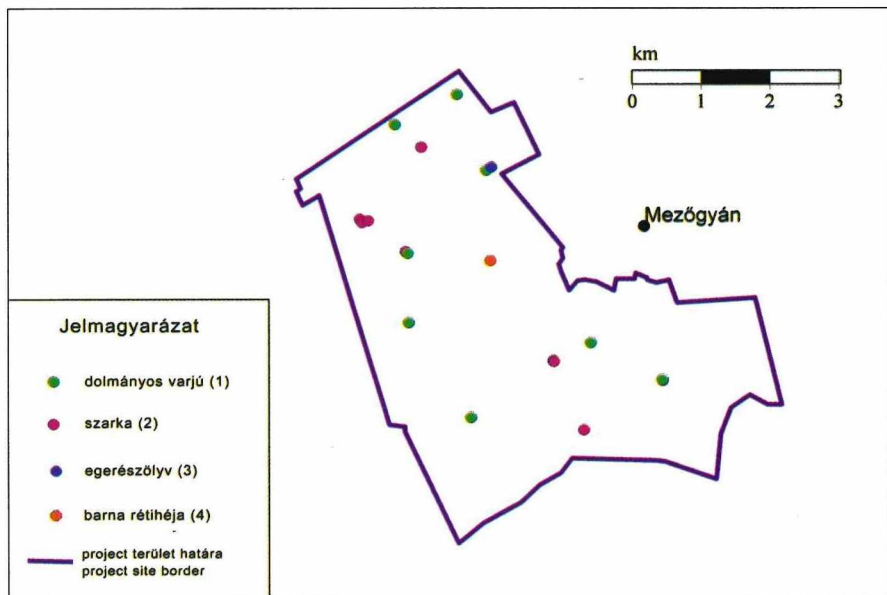 km
0 1 2 3
Mezőgyán
Jelmagyarázat
dolmányos varjú (1)
szarka (2)
egerészölyv (3)
barna rétihéja (4)
project terület határa
project site border